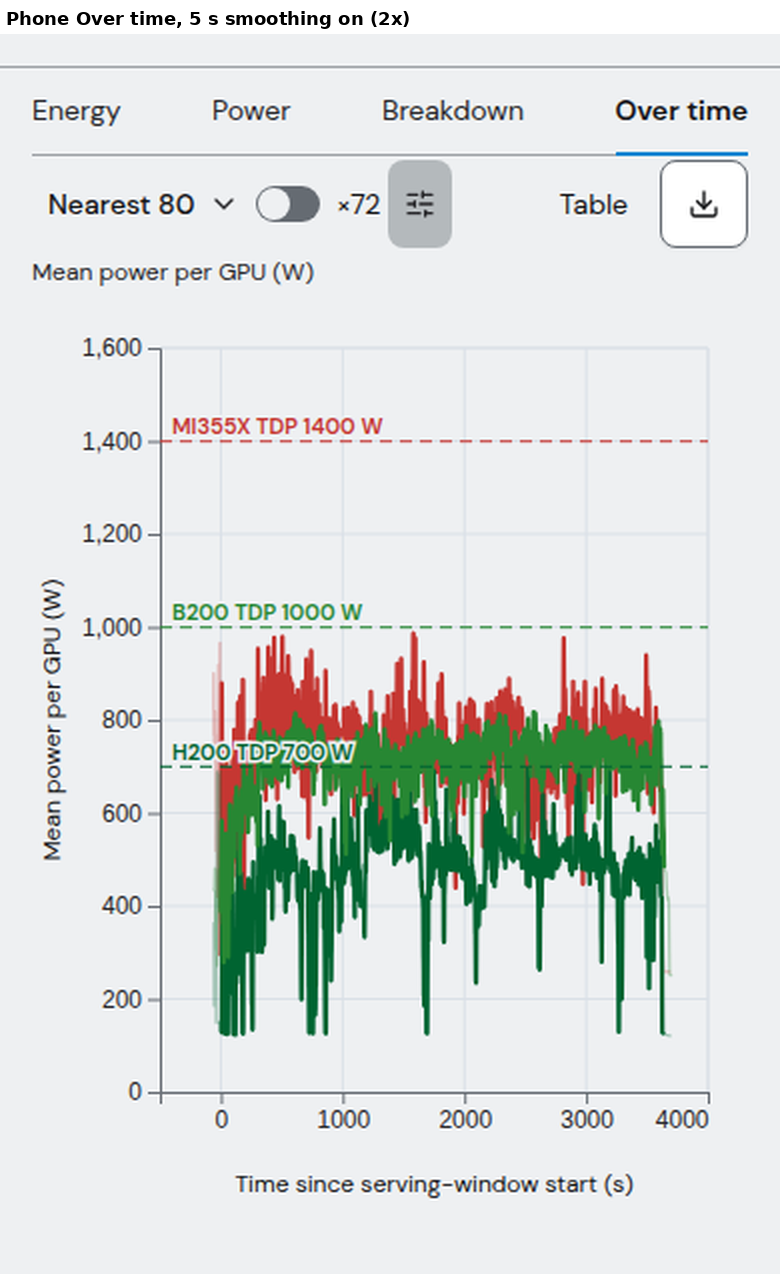 Phone Over time, 5 s smoothing on (2x)
Energy Power Breakdown Over time
Nearest 80 ×72 Table
Mean power per GPU (W)
1,600
MI355X TDP 1400 W
1,400
1,200
B200 TDP 1000 W
1,000
800
H200 TDP 700 W
600
400
200
0
Mean power per GPU (W)
0 1000 2000 3000 4000
Time since serving-window start (s)